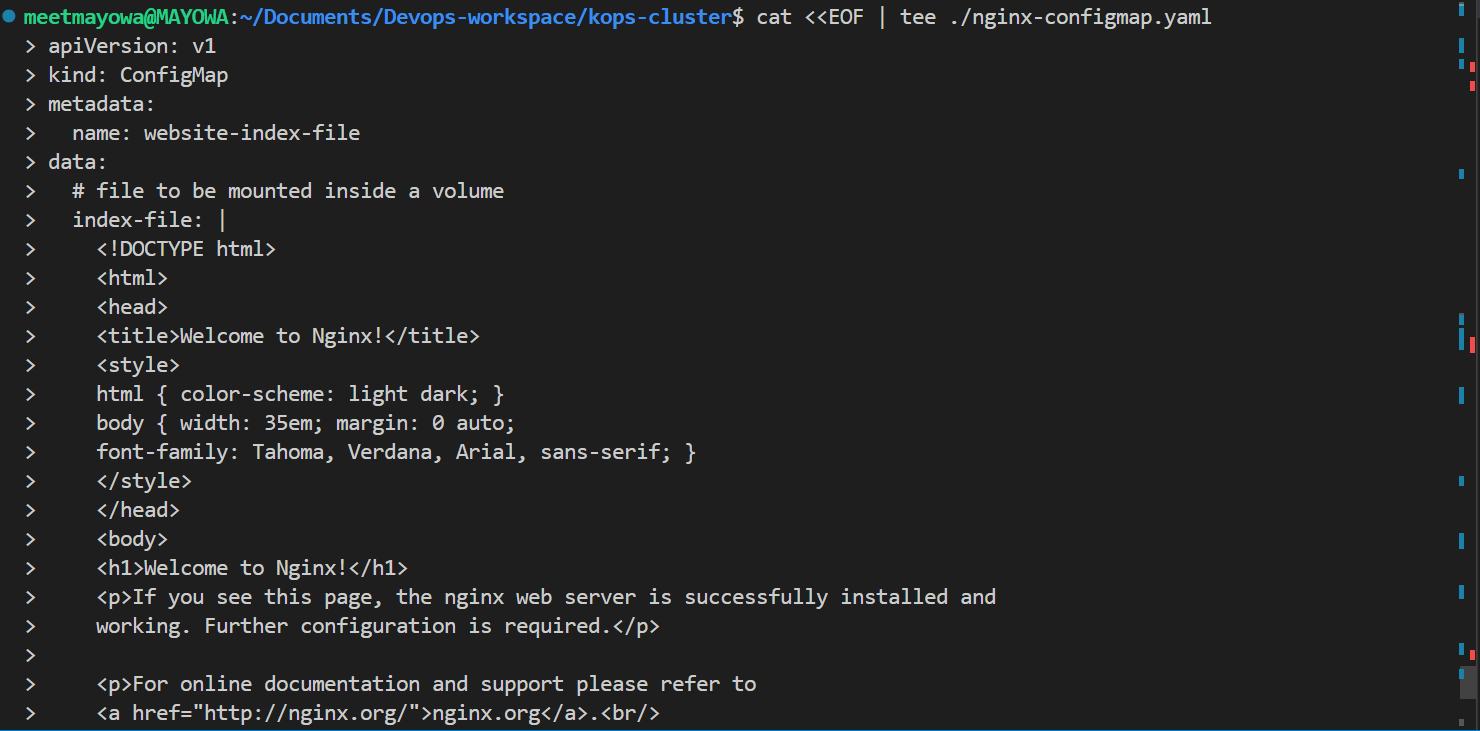 meetmayowa@MAYOWA:~/Documents/Devops-workspace/kops-cluster$ cat <<EOF | tee ./nginx-configmap.yaml
> apiVersion: v1
> kind: ConfigMap
> metadata:
>   name: website-index-file
> data:
>   # file to be mounted inside a volume
>   index-file: |
>     <!DOCTYPE html>
>     <html>
>     <head>
>     <title>Welcome to Nginx!</title>
>     <style>
>     html { color-scheme: light dark; }
>     body { width: 35em; margin: 0 auto;
>     font-family: Tahoma, Verdana, Arial, sans-serif; }
>     </style>
>     </head>
>     <body>
>     <h1>Welcome to Nginx!</h1>
>     <p>If you see this page, the nginx web server is successfully installed and
>     working. Further configuration is required.</p>
>
>     <p>For online documentation and support please refer to
>     <a href="http://nginx.org/">nginx.org</a>.<br/>